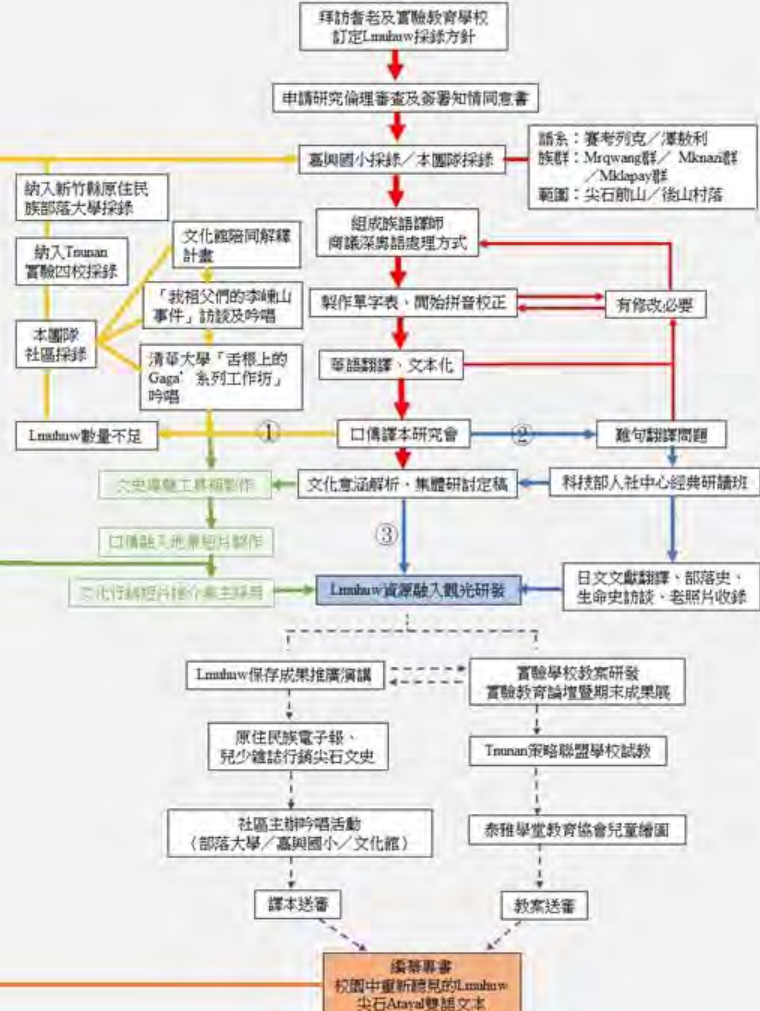 拜訪耆老及實驗教育學校
訂定Lmuhuw採錄方針
申請研究倫理審查及簽署知情同意書
嘉興國小採錄／本團隊採錄
語系：賽考列克／澤敖利
族群：Mrqwang群／ Mknazi群
／Mklapay群
範圍：尖石前山／後山村落
納入新竹縣原住民
族部落大學採錄
納入Tnunan
實驗四校採錄
本團隊
社區採錄
文化館陪同解釋
計畫
「我祖父們的李崠山
事件」訪談及吟唱
清華大學「舌根上的
Gaga’系列工作坊」
吟唱
組成族語譯師
商議深奧語處理方式
製作單字表、開始拼音校正
有修改必要
華語翻譯、文本化
Lmuhuw數量不足
①
口傳譯本研究會
②
難句翻譯問題
文史導覽工具箱製作
文化意涵解析、集體研討定稿
科技部人社中心經典研讀班
口傳融入地景短片製作
③
文化行銷短片推介業主採用
Lmuhuw資源融入觀光研發
日文文獻翻譯、部落史、
生命史訪談、老照片收錄
Lmuhuw保存成果推廣演講
實驗學校教案研發
實驗教育論壇暨期末成果展
原住民族電子報、
兒少雜誌行銷尖石文史
Tnunan策略聯盟學校試教
社區主辦吟唱活動
（部落大學／嘉興國小／文化館）
泰雅學堂教育協會兒童繪圖
譯本送審
教案送審
編纂專書
校園中重新聽見的Lmuhuw
尖石Atayal雙語文本